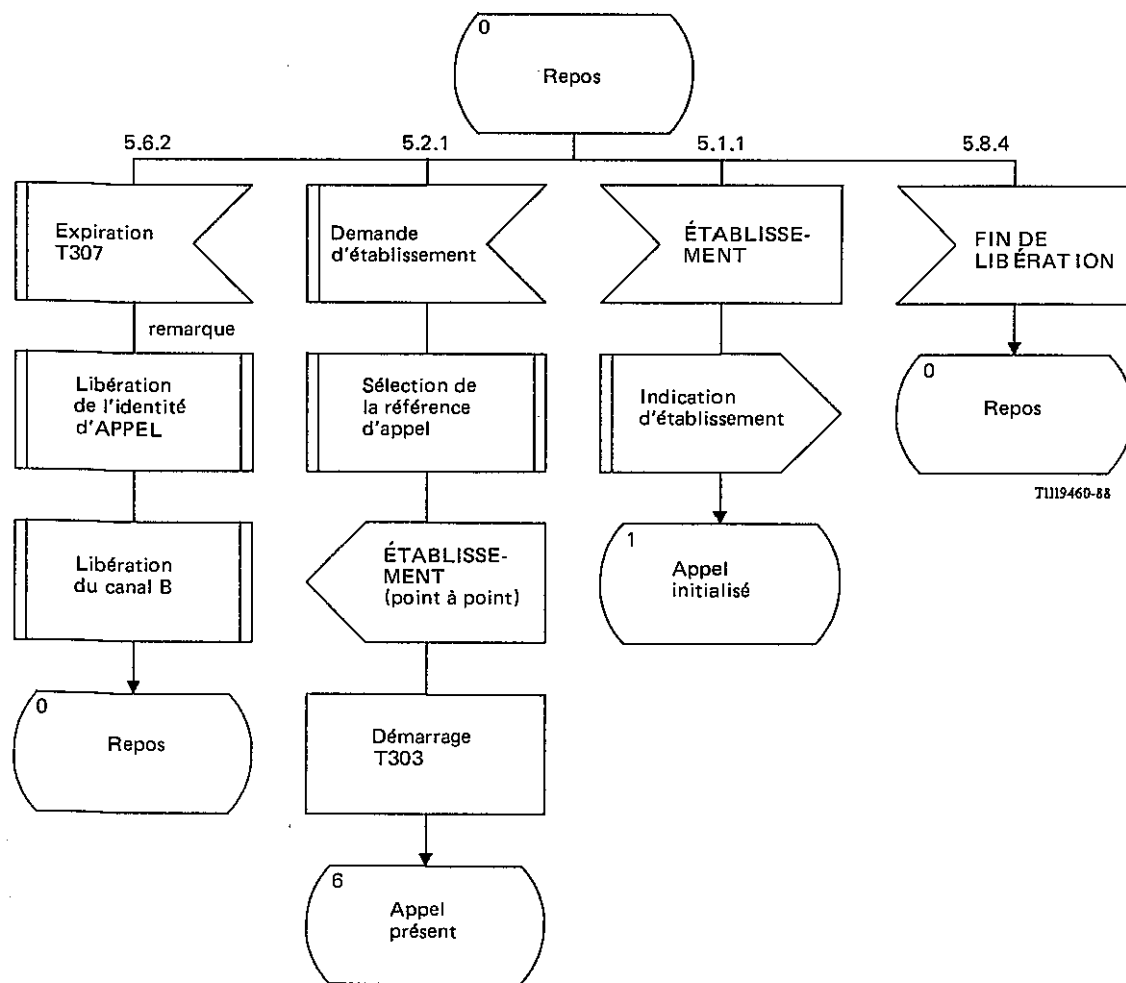 0
Repos
5.6.2
5.2.1
5.1.1
5.8.4
Expiration
T307
Demande
d'établissement
ÉTABLISSE-
MENT
FIN DE
LIBÉRATION
remarque
Libération
de l'identité
d'APPEL
Sélection de
la référence
d'appel
Indication
d'établissement
0
Repos
T1119460-88
Libération
du canal B
ÉTABLISSE-
MENT
(point à point)
1
Appel
initialisé
0
Repos
Démarrage
T303
6
Appel
présent